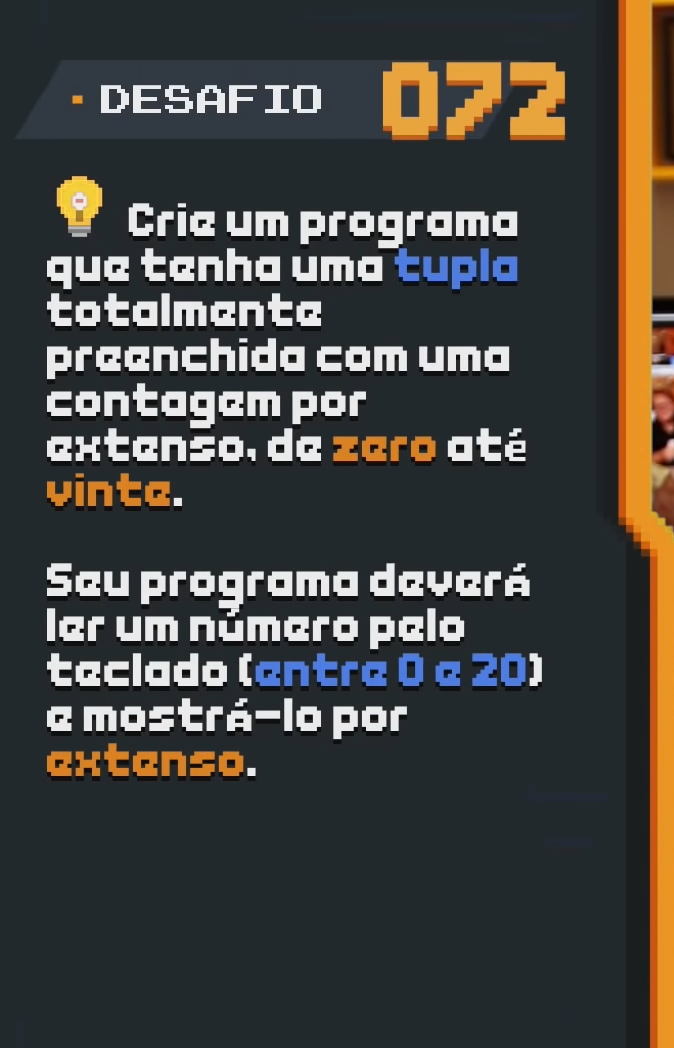 DESAFIO 072
Crie um programa
que tenha uma tupla
totalmente
preenchida com uma
contagem por
extenso, de zero até
vinte.
Seu programa deverá
ler um número pelo
teclado (entre 0 e 20)
e mostrá-lo por
extenso.